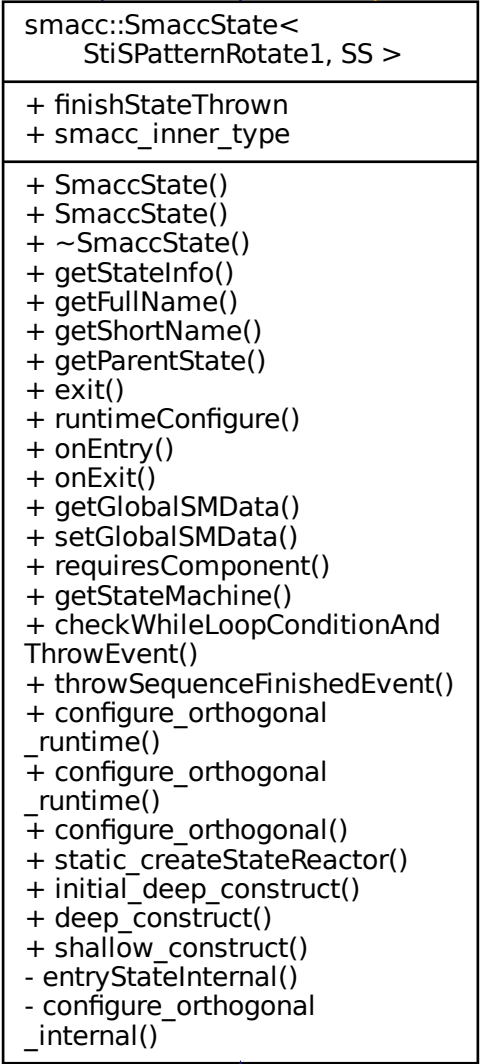 smacc::SmaccState<
StiSPatternRotate1, SS >
+ finishStateThrown
+ smacc_inner_type
+ SmaccState()
+ SmaccState()
+ ~SmaccState()
+ getStateInfo()
+ getFullName()
+ getShortName()
+ getParentState()
+ exit()
+ runtimeConfigure()
+ onEntry()
+ onExit()
+ getGlobalSMData()
+ setGlobalSMData()
+ requiresComponent()
+ getStateMachine()
+ checkWhileLoopConditionAnd
ThrowEvent()
+ throwSequenceFinishedEvent()
+ configure_orthogonal
_runtime()
+ configure_orthogonal
_runtime()
+ configure_orthogonal()
+ static_createStateReactor()
+ initial_deep_construct()
+ deep_construct()
+ shallow_construct()
- entryStateInternal()
- configure_orthogonal
_internal()